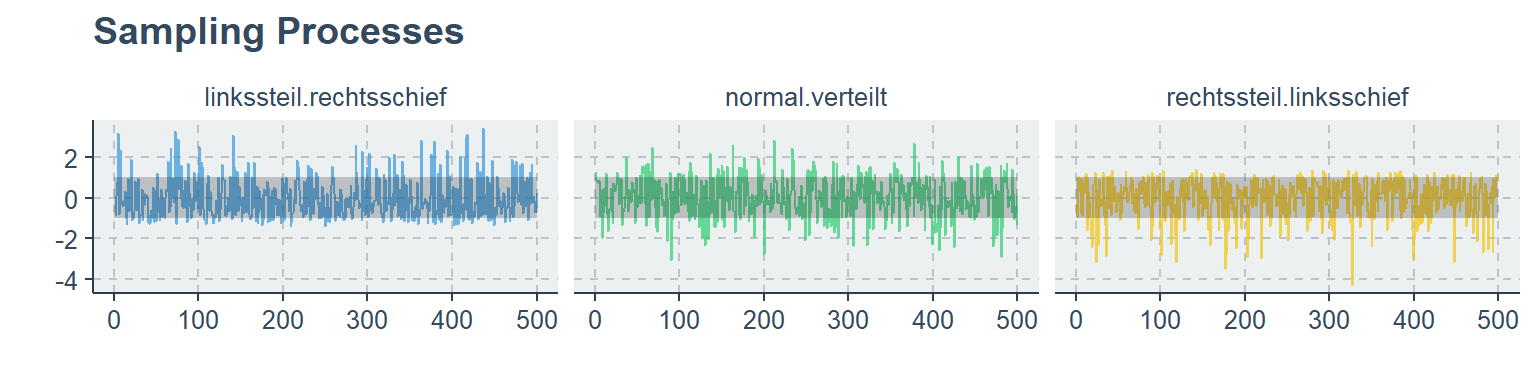 Sampling Processes
linkssteil.rechtsschief normal.verteilt rechtssteil.linksschief
2
0
-2
-4
0 100 200 300 400 500 0 100 200 300 400 500 0 100 200 300 400 500